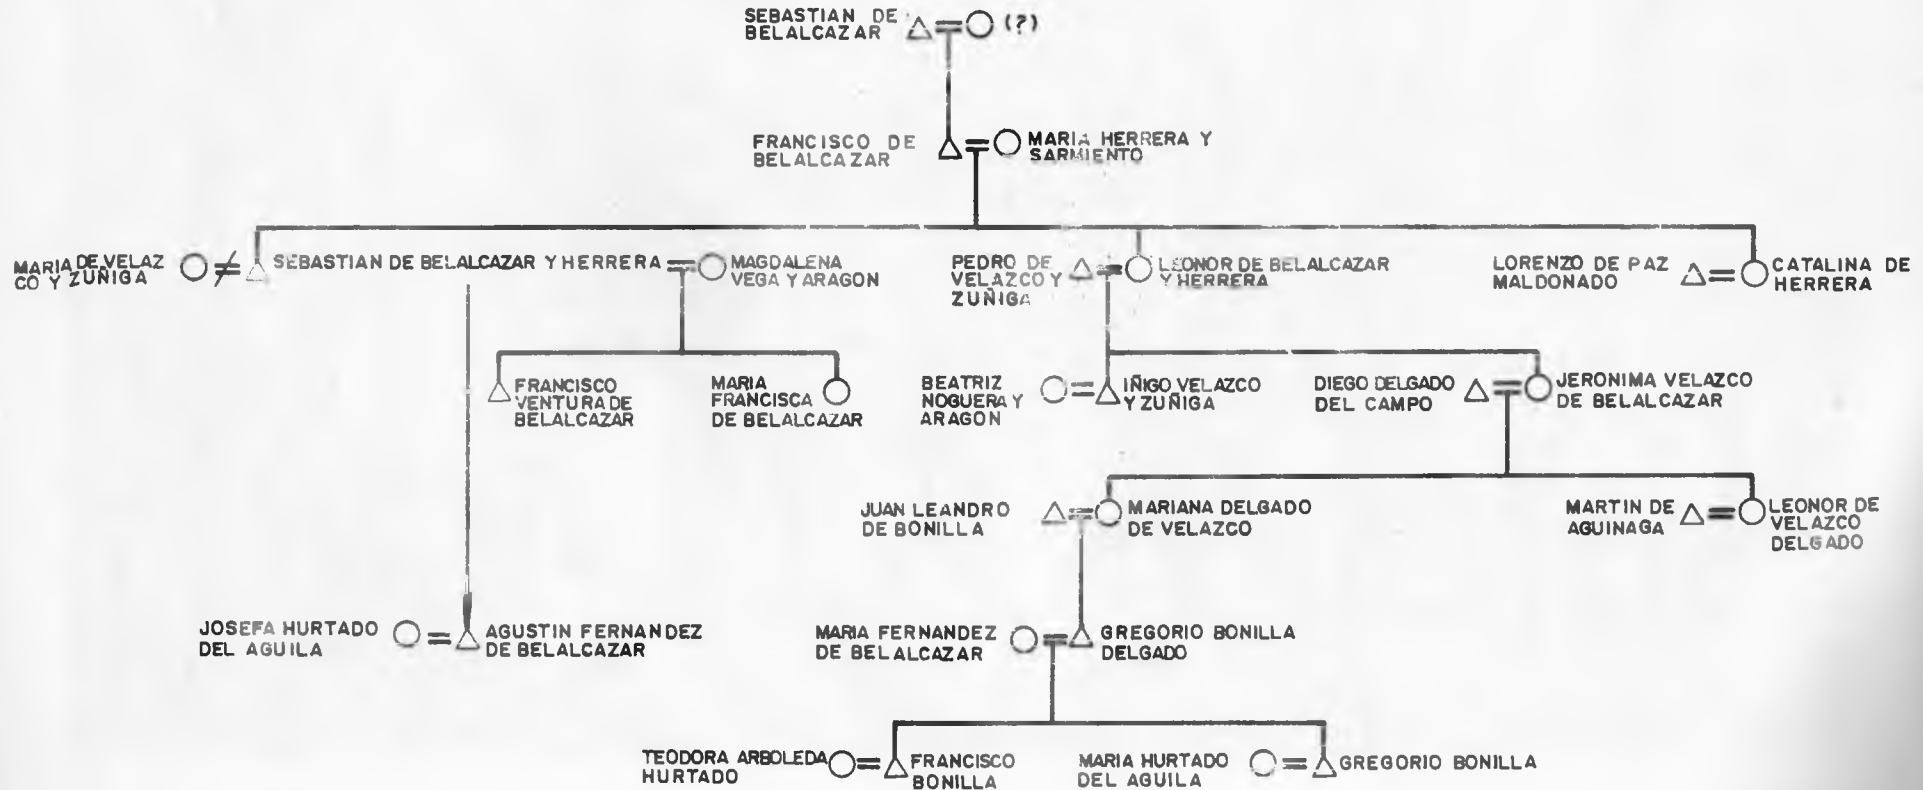 SEBASTIAN DE
BELALCAZAR
(?)
FRANCISCO DE
BELALCAZAR
MARIA HERRERA Y
SARMIENTO
MARIA DE VELAZ
CO Y ZUÑIGA
SEBASTIAN DE BELALCAZAR Y HERRERA
MAGDALENA
VEGA Y ARAGON
PEDRO DE
VELAZCO Y
ZUÑIGA
LEONOR DE BELALCAZAR
Y HERRERA
LORENZO DE PAZ
MALDONADO
CATALINA DE
HERRERA
FRANCISCO
VENTURA DE
BELALCAZAR
MARIA
FRANCISCA
DE BELALCAZAR
BEATRIZ
NOGUERA Y
ARAGON
IÑIGO VELAZCO
Y ZUÑIGA
DIEGO DELGADO
DEL CAMPO
JERONIMA VELAZCO
DE BELALCAZAR
JUAN LEANDRO
DE BONILLA
MARIANA DELGADO
DE VELAZCO
MARTIN DE
AGUINAGA
LEONOR DE
VELAZCO
DELGADO
JOSEFA HURTADO
DEL AGUILA
AGUSTIN FERNANDEZ
DE BELALCAZAR
MARIA FERNANDEZ
DE BELALCAZAR
GREGORIO BONILLA
DELGADO
TEODORA ARBOLEDA
HURTADO
FRANCISCO
BONILLA
MARIA HURTADO
DEL AGUILA
GREGORIO BONILLA